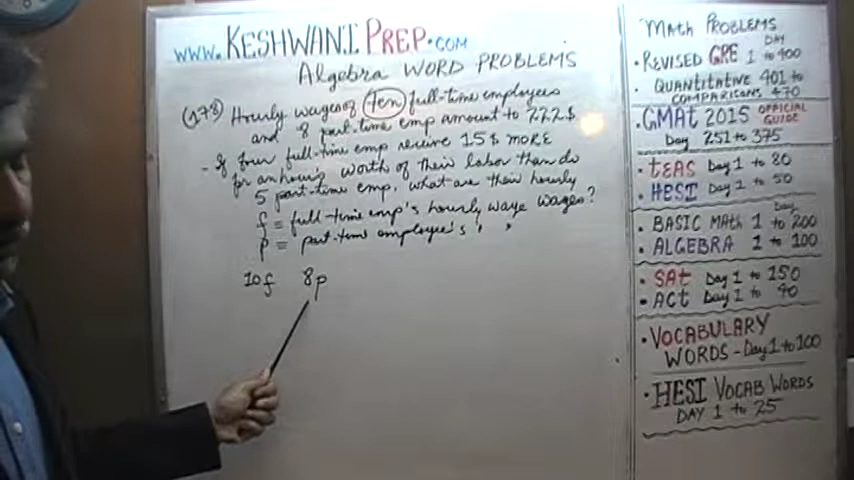 www.KESHWANI PREP.COM
Algebra WORD PROBLEMS
(178) Hourly wages of ten full-time employees
and 8 part-time emp amount to 222$
- If four full-time emp receive 15$ MORE
for an hour's worth of their labor than do
5 part-time emp, what are their hourly
wages?
f = full-time emp's hourly wage
p = part-time employee's " "
10f 8p
Math PROBLEMS
DAY
• REVISED GRE 1 to 400
• QUANTITATIVE 401 to
COMPARISONS 470
• GMAt 2015 OFFICIAL GUIDE
Day 251 to 375
• tEAS Day 1 to 80
• HESI Day 1 to 50
Day
• BASIC Math 1 to 200
• ALGEBRA 1 to 100
• SAt Day 1 to 150
• ACt Day 1 to 40
• VOCABULARY
WORDS - Day 1 to 100
• HESI VOCAB WORDS
DAY 1 to 25